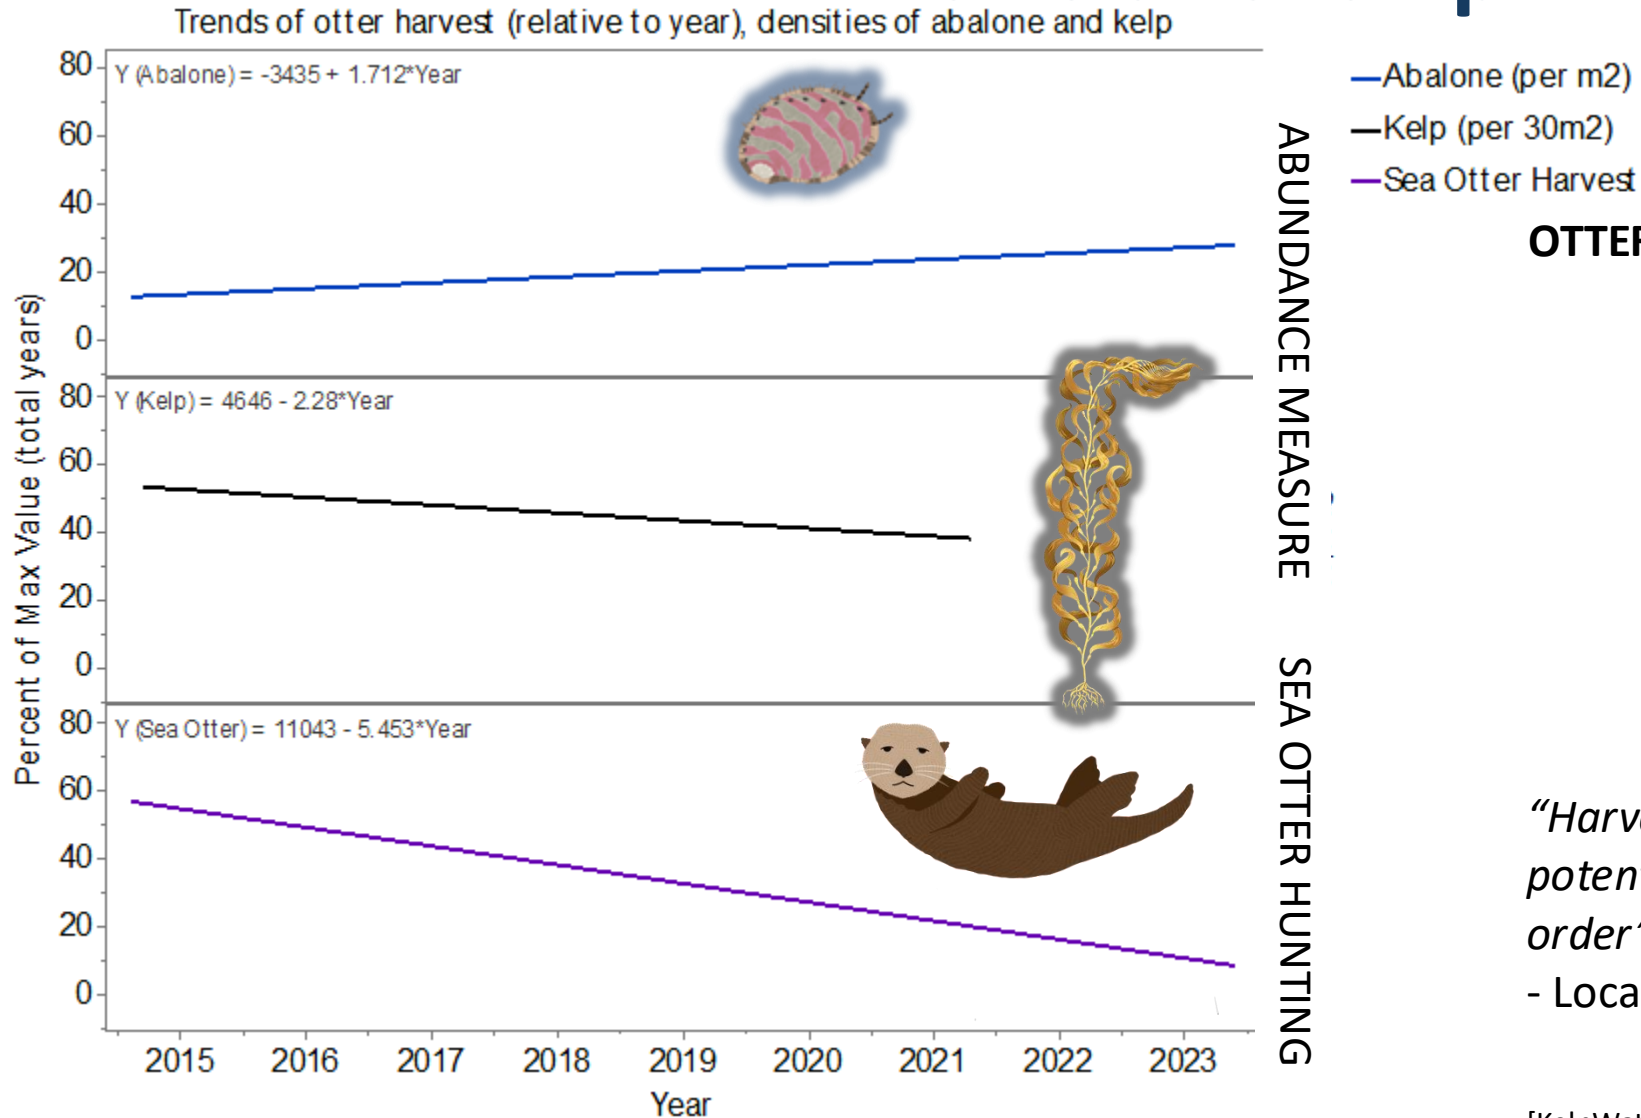 Trends of otter harvest (relative to year), densities of abalone and kelp
Percent of Max Value (total years)
Y (Abalone) = -3435 + 1.712*Year
80
60
40
20
0
Y (Kelp) = 4646 - 2.28*Year
80
60
40
20
0
Y (Sea Otter) = 11043 - 5.453*Year
80
60
40
20
0
2015 2016 2017 2018 2019 2020 2021 2022 2023
Year
ABUNDANCE MEASURE
SEA OTTER HUNTING
Abalone (per m2)
Kelp (per 30m2)
Sea Otter Harvest
order”
-